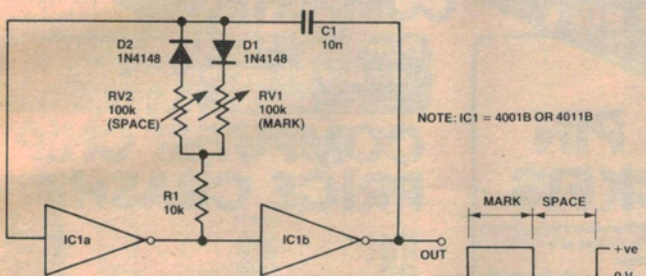 D2
1N4148
D1
1N4148
C1
10n
RV2
100k
(SPACE)
RV1
100k
(MARK)
NOTE: IC1 = 4001B OR 4011B
R1
10k
MARK
SPACE
IC1a
IC1b
OUT
+ve
0 V